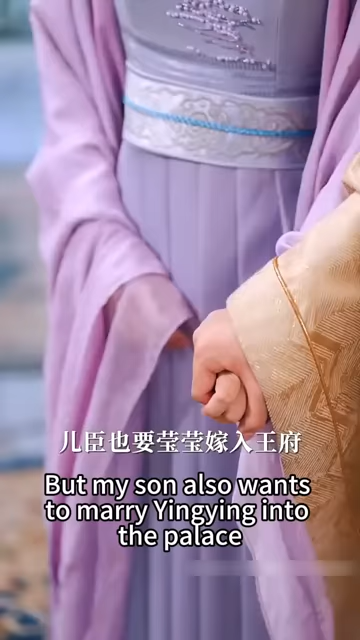 儿臣也要莹莹嫁入王府
But my son also wants
to marry Yingying into
the palace